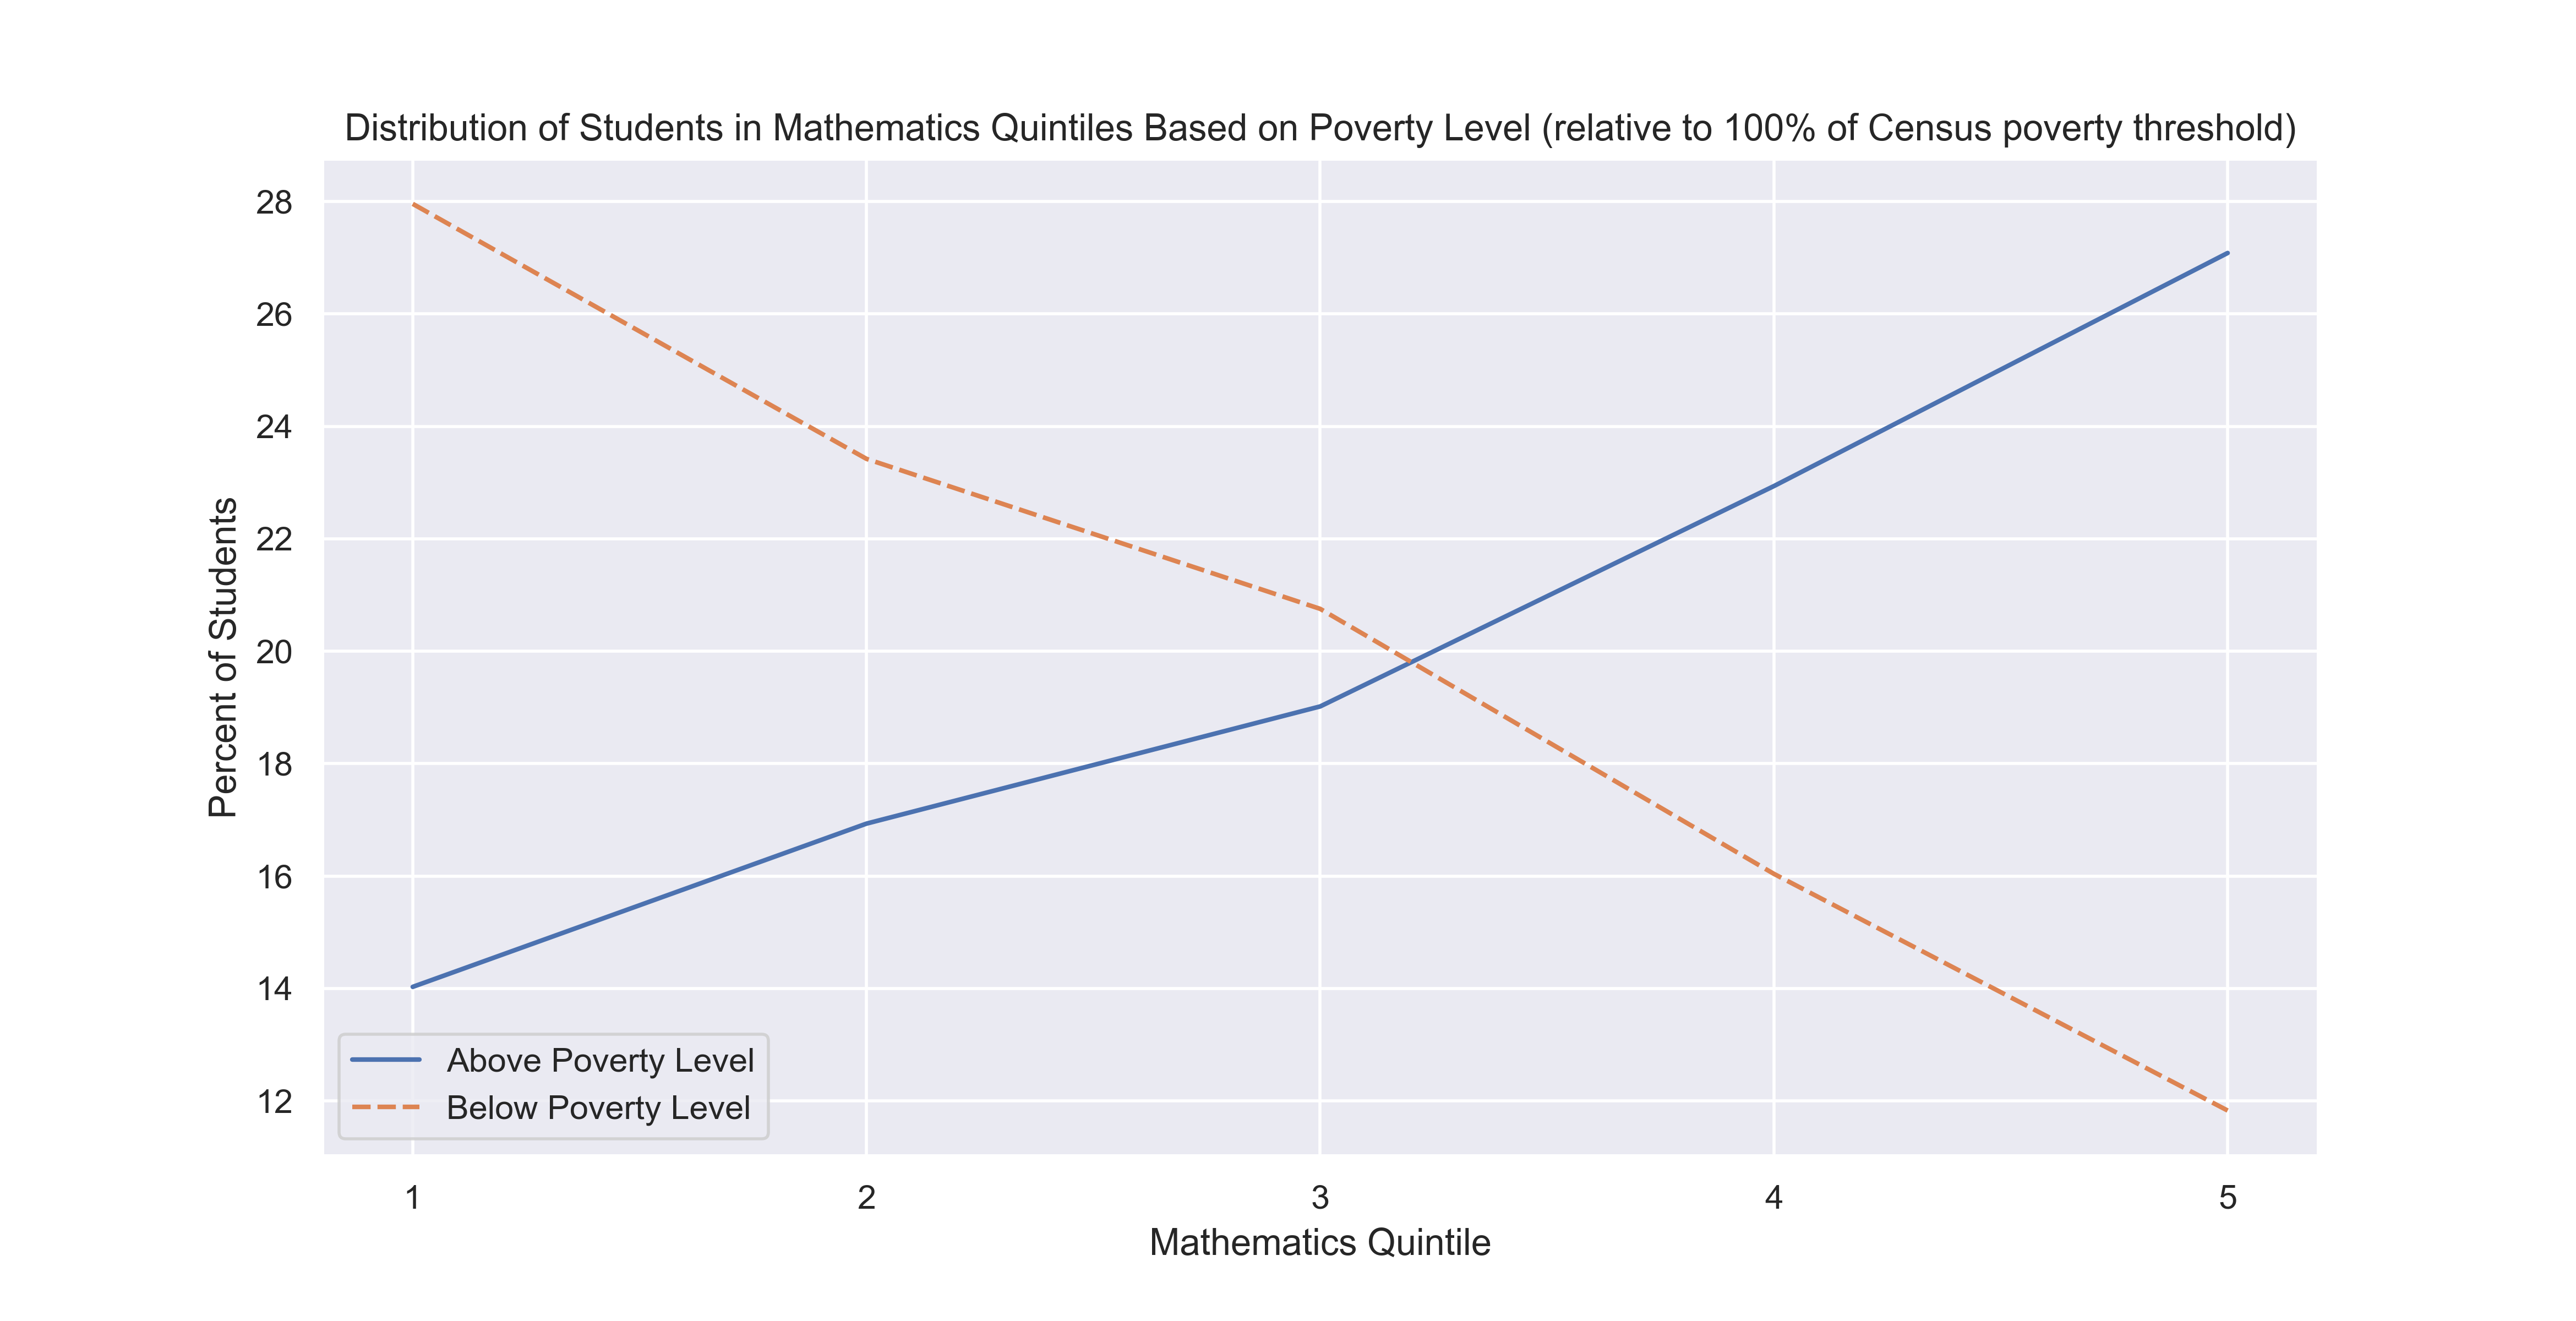 Distribution of Students in Mathematics Quintiles Based on Poverty Level (relative to 100% of Census poverty threshold)
28
26
24
22
20
18
16
14
12
Percent of Students
Above Poverty Level
Below Poverty Level
1 2 3 4 5
Mathematics Quintile